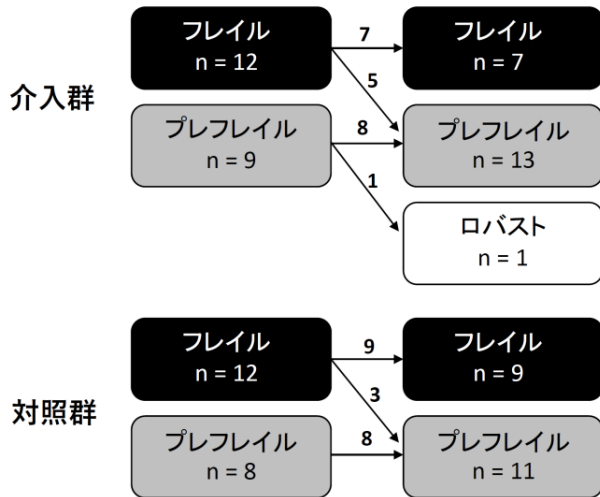 介入群
フレイル
n = 12
7
フレイル
n = 7
5
プレフレイル
n = 9
8
プレフレイル
n = 13
1
ロバスト
n = 1
対照群
フレイル
n = 12
9
フレイル
n = 9
3
プレフレイル
n = 8
8
プレフレイル
n = 11